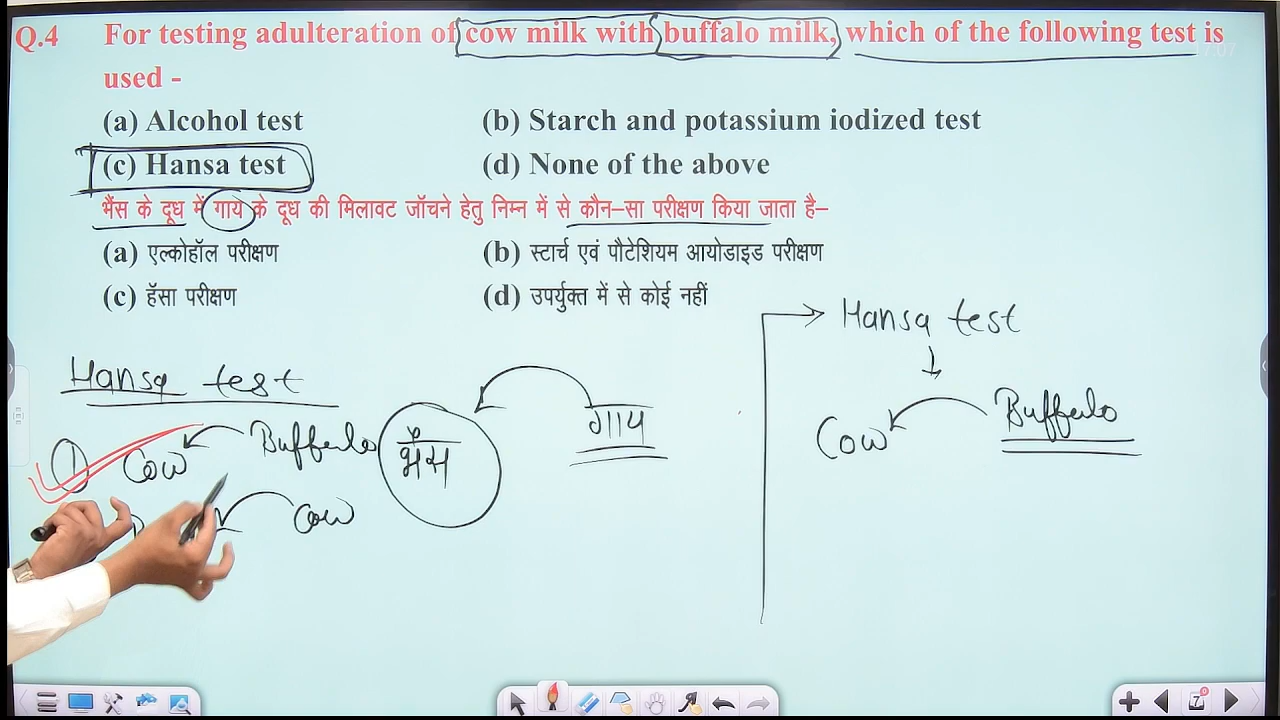 Q.4 For testing adulteration of cow milk with buffalo milk, which of the following test is
used -
(a) Alcohol test (b) Starch and potassium iodized test
(c) Hansa test (d) None of the above
भैंस के दूध में गाये के दूध की मिलावट जॉचने हेतु निम्न में से कौन–सा परीक्षण किया जाता है–
(a) एल्कोहॉल परीक्षण (b) स्टार्च एवं पौटेशियम आयोडाइड परीक्षण
(c) हॅसा परीक्षण (d) उपर्युक्त में से कोई नहीं
Hansa test
Hansa test
① Cow Buffalo
Cow
भैंस गाय
Cow Buffalo